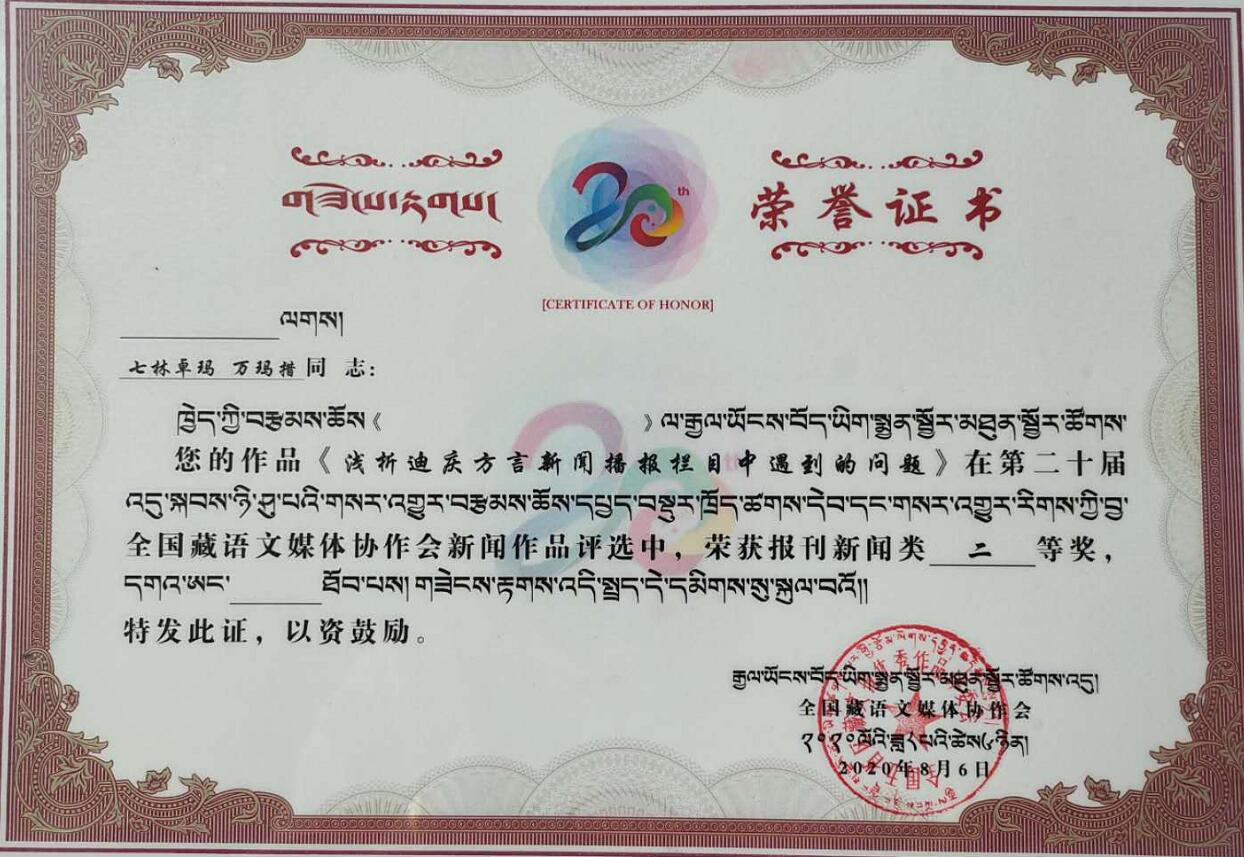 གཟེངས་རྟགས།
20th
荣誉证书
[CERTIFICATE OF HONOR]
ལགས།
七林卓玛 万玛措同 志：
ཁྱེད་ཀྱི་བརྩམས་ཆོས《 》ལ་རྒྱལ་ཡོངས་བོད་ཡིག་སྨྱན་སྦྱོར་མཐུན་སྦྱོར་ཚོགས་
您的作品《浅析迪庆方言新闻播报栏目中遇到的问题》在第二十届
འདུ་སྐབས་ཉི་ཤུ་པའི་གསར་འགྱུར་བརྩམས་ཆོས་དཔྱད་བསྡུར་ཁྲོད་ཚགས་དེབ་དང་གསར་འགྱུར་རིགས་ཀྱི་བྱ་
全国藏语文媒体协作会新闻作品评选中，荣获报刊新闻类 二 等奖，
དགའ་ཨང་ ཐོབ་པས། གཟེངས་རྟགས་འདི་སྤྲད་དེ་དམིགས་སུ་སྐུལ་བའོ།།
特发此证，以资鼓励。
རྒྱལ་ཡོངས་བོད་ཡིག་སྨྱན་སྦྱོར་མཐུན་སྦྱོར་ཚོགས་འདུ།
全国藏语文媒体协作会
༢༠༢༠ལོའི་ཟླ་༨པའི་ཚེས་༦ཉིན།
2020年8月6日